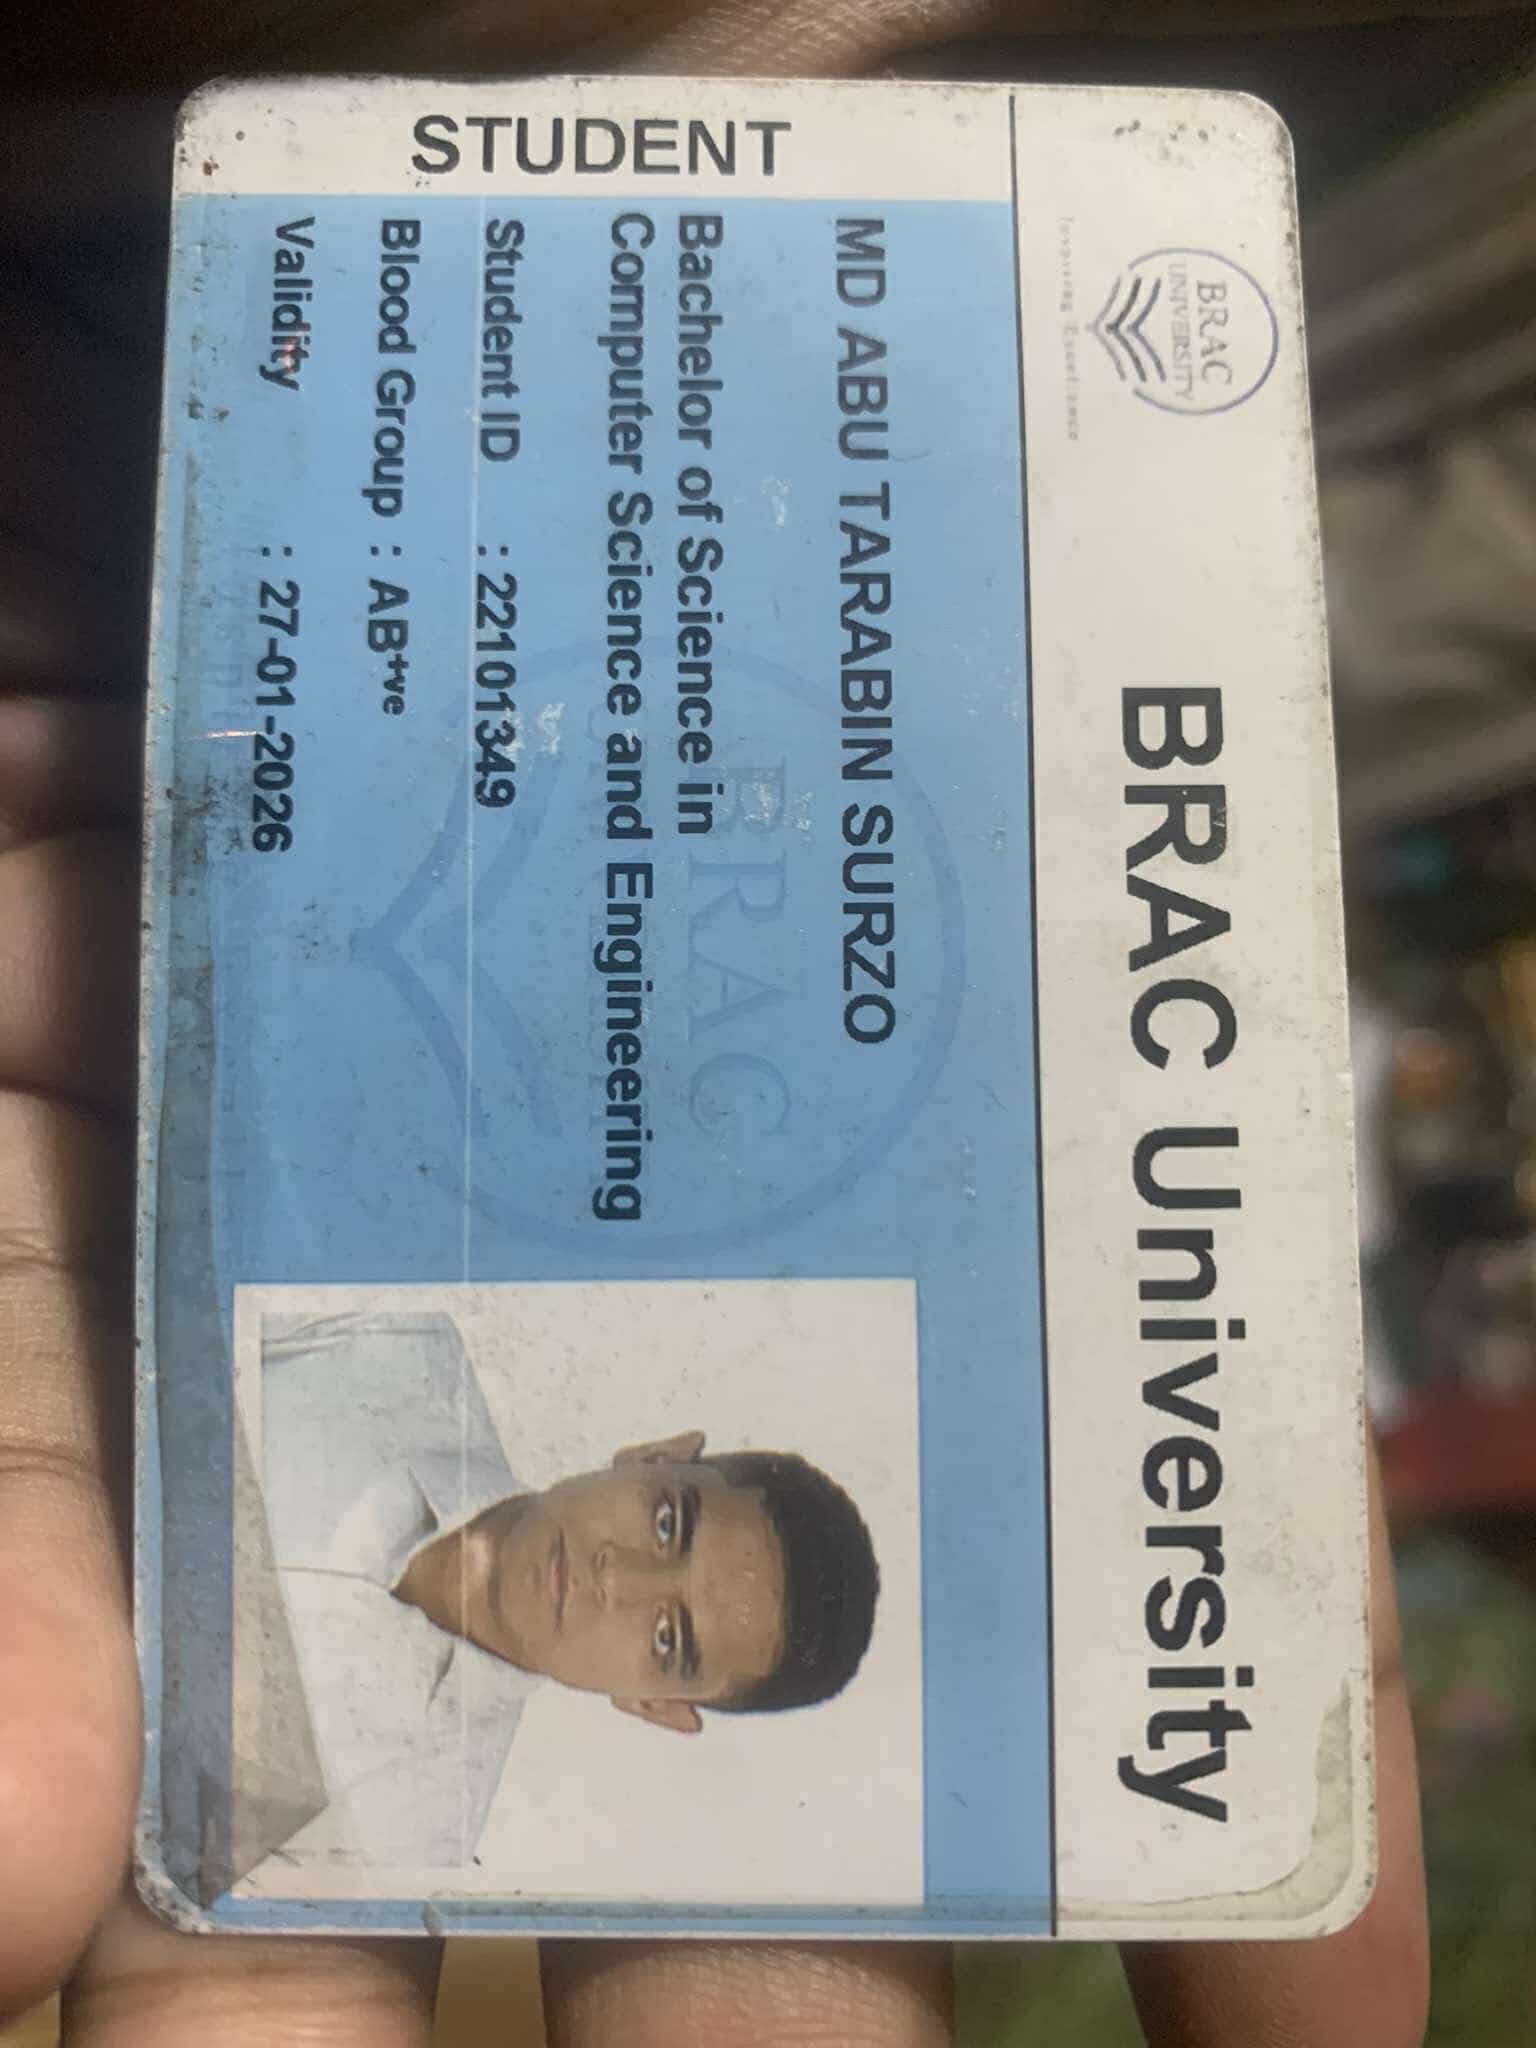 BRAC
UNIVERSITY
Inspiring Excellence
BRAC University
STUDENT
MD ABU TARABIN SURZO
Bachelor of Science in
Computer Science and Engineering
Student ID : 22101349
Blood Group : AB+ve
Validity : 27-01-2026
BRAC